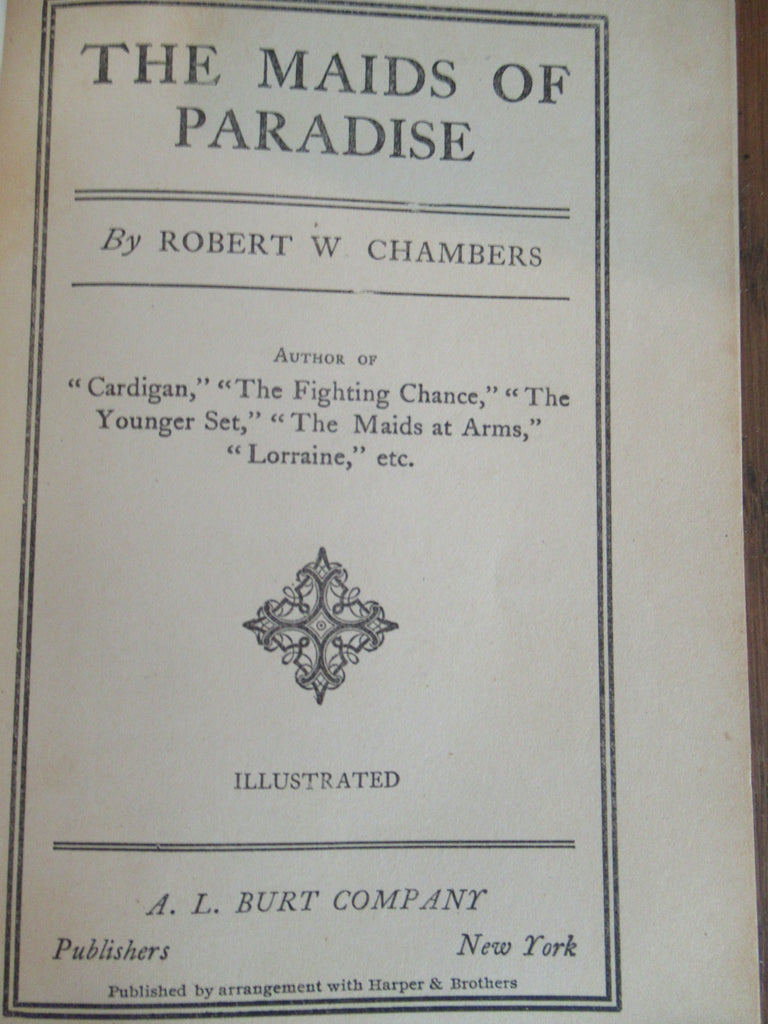 THE MAIDS OF
PARADISE
By ROBERT W CHAMBERS
AUTHOR OF
“Cardigan,” “The Fighting Chance,” “The
Younger Set,” “The Maids at Arms,”
“Lorraine,” etc.
ILLUSTRATED
A. L. BURT COMPANY
Publishers New York
Published by arrangement with Harper & Brothers